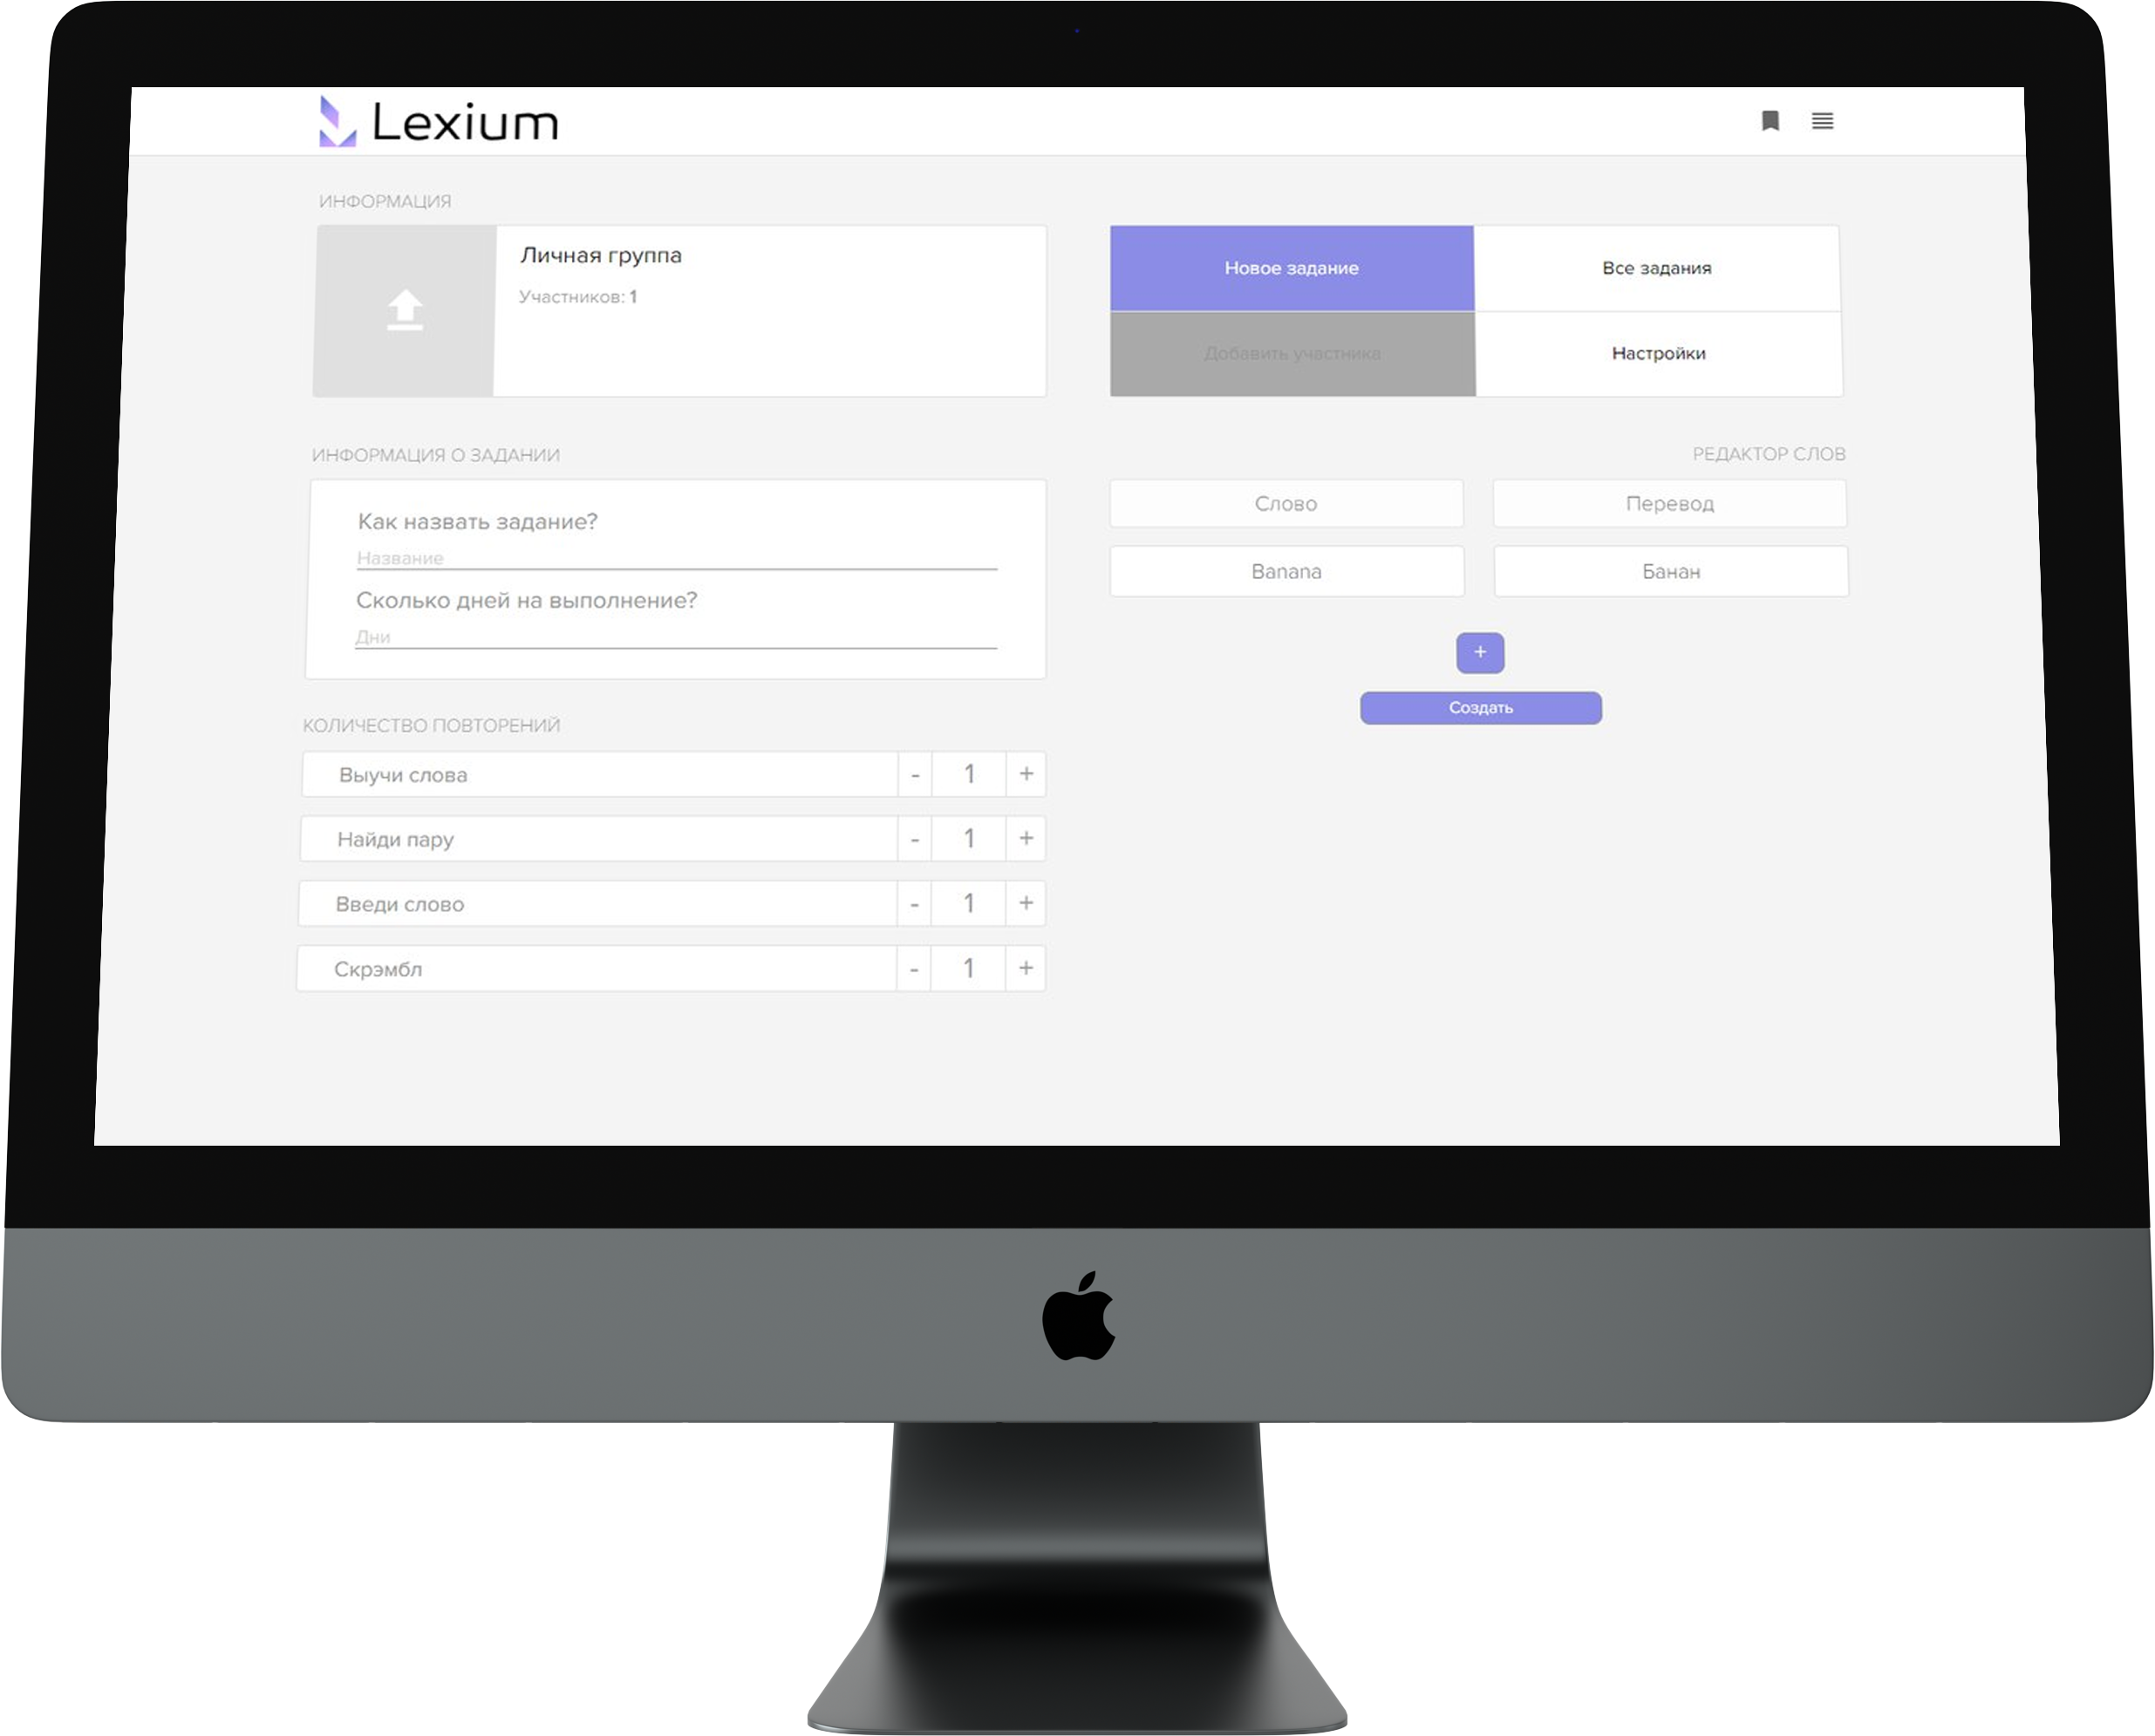 Lexium
ИНФОРМАЦИЯ
Личная группа
Участников: 1
Новое задание
Все задания
Добавить участника
Настройки
ИНФОРМАЦИЯ О ЗАДАНИИ
Как назвать задание?
Название
Сколько дней на выполнение?
Дни
КОЛИЧЕСТВО ПОВТОРЕНИЙ
Выучи слова - 1 +
Найди пару - 1 +
Введи слово - 1 +
Скрэмбл - 1 +
РЕДАКТОР СЛОВ
Слово Перевод
Banana Банан
+
Создать